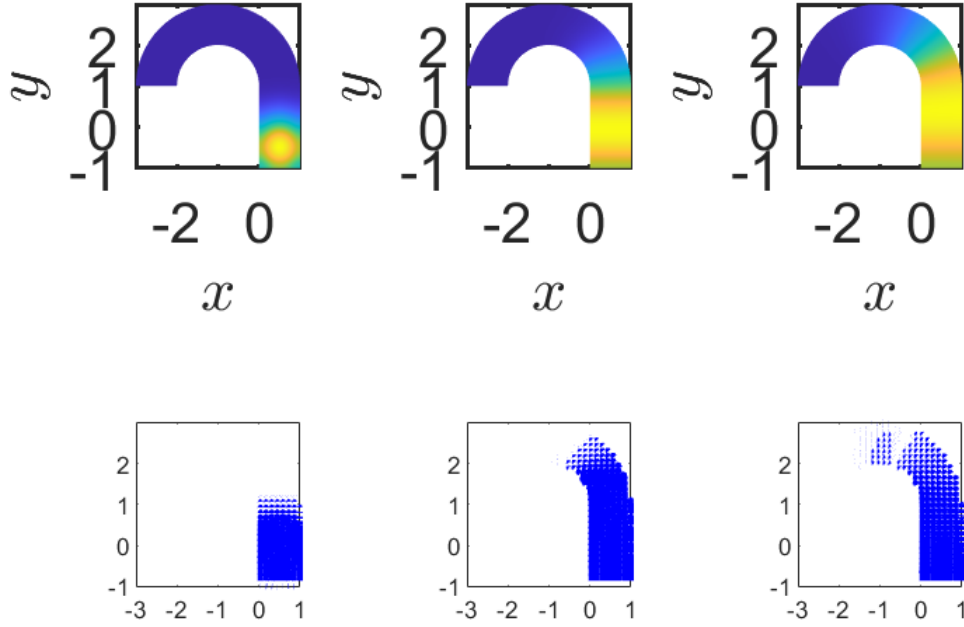 2 2 2
y 1 y 1 y 1
0 0 0
-1 -1 -1
-2 0 -2 0 -2 0
x x x
2 2 2
1 1 1
0 0 0
-1 -1 -1
-3 -2 -1 0 1 -3 -2 -1 0 1 -3 -2 -1 0 1